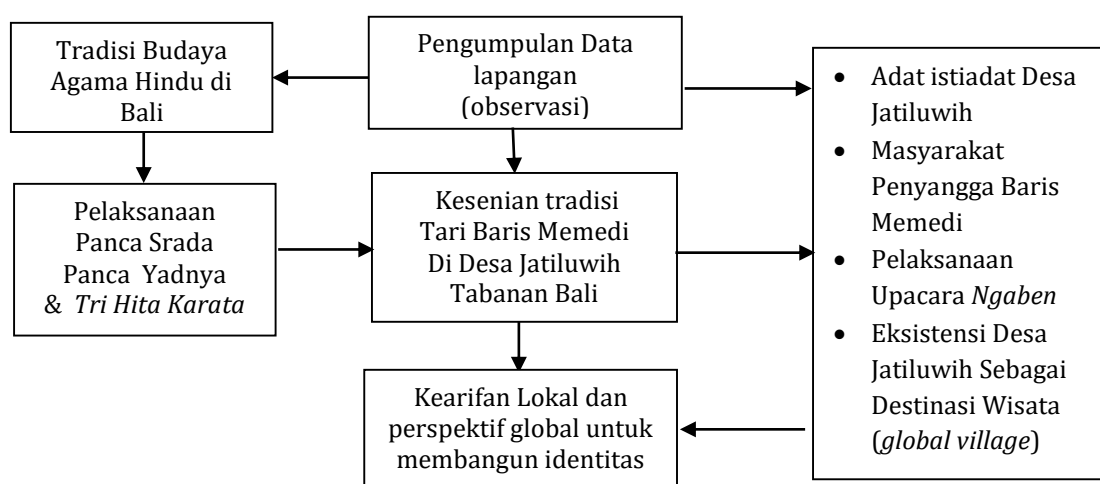 Tradisi Budaya
Agama Hindu di
Bali
Pengumpulan Data
lapangan
(observasi)
Pelaksanaan
Panca Srada
Panca Yadnya
& Tri Hita Karata
Kesenian tradisi
Tari Baris Memedi
Di Desa Jatiluwih
Tabanan Bali
Kearifan Lokal dan
perspektif global untuk
membangun identitas
• Adat istiadat Desa
Jatiluwih
• Masyarakat
Penyangga Baris
Memedi
• Pelaksanaan
Upacara Ngaben
• Eksistensi Desa
Jatiluwih Sebagai
Destinasi Wisata
(global village)